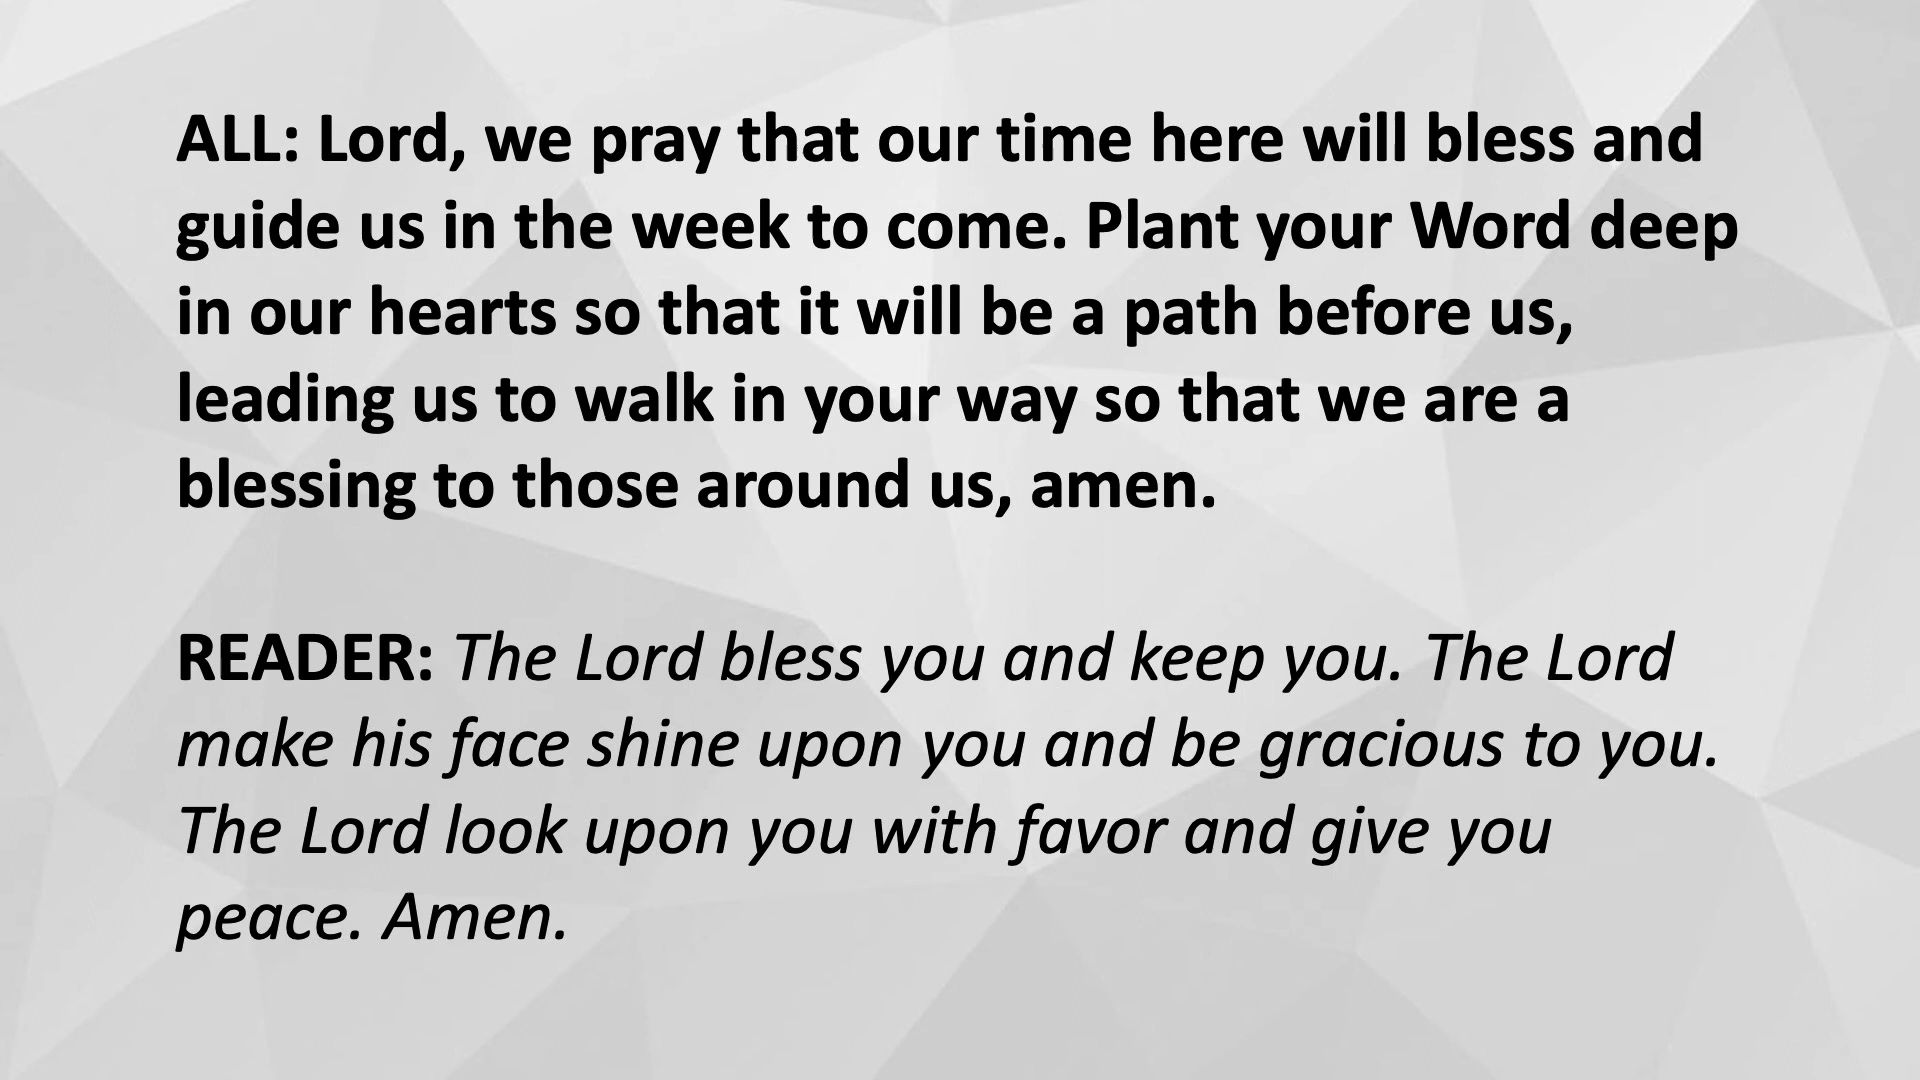 ALL: Lord, we pray that our time here will bless and
guide us in the week to come. Plant your Word deep
in our hearts so that it will be a path before us,
leading us to walk in your way so that we are a
blessing to those around us, amen.
READER: The Lord bless you and keep you. The Lord
make his face shine upon you and be gracious to you.
The Lord look upon you with favor and give you
peace. Amen.